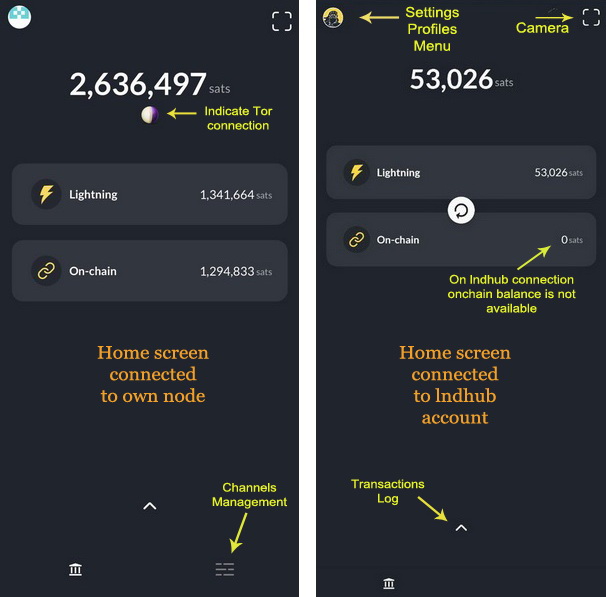 2,636,497 sats
Indicate Tor
connection
Lightning 1,341,664 sats
On-chain 1,294,833 sats
Home screen
connected
to own node
Channels
Management
Settings
Profiles
Menu
Camera
53,026 sats
Lightning 53,026 sats
On-chain 0 sats
On lndhub connection
onchain balance is not
available
Home screen
connected
to lndhub
account
Transactions
Log